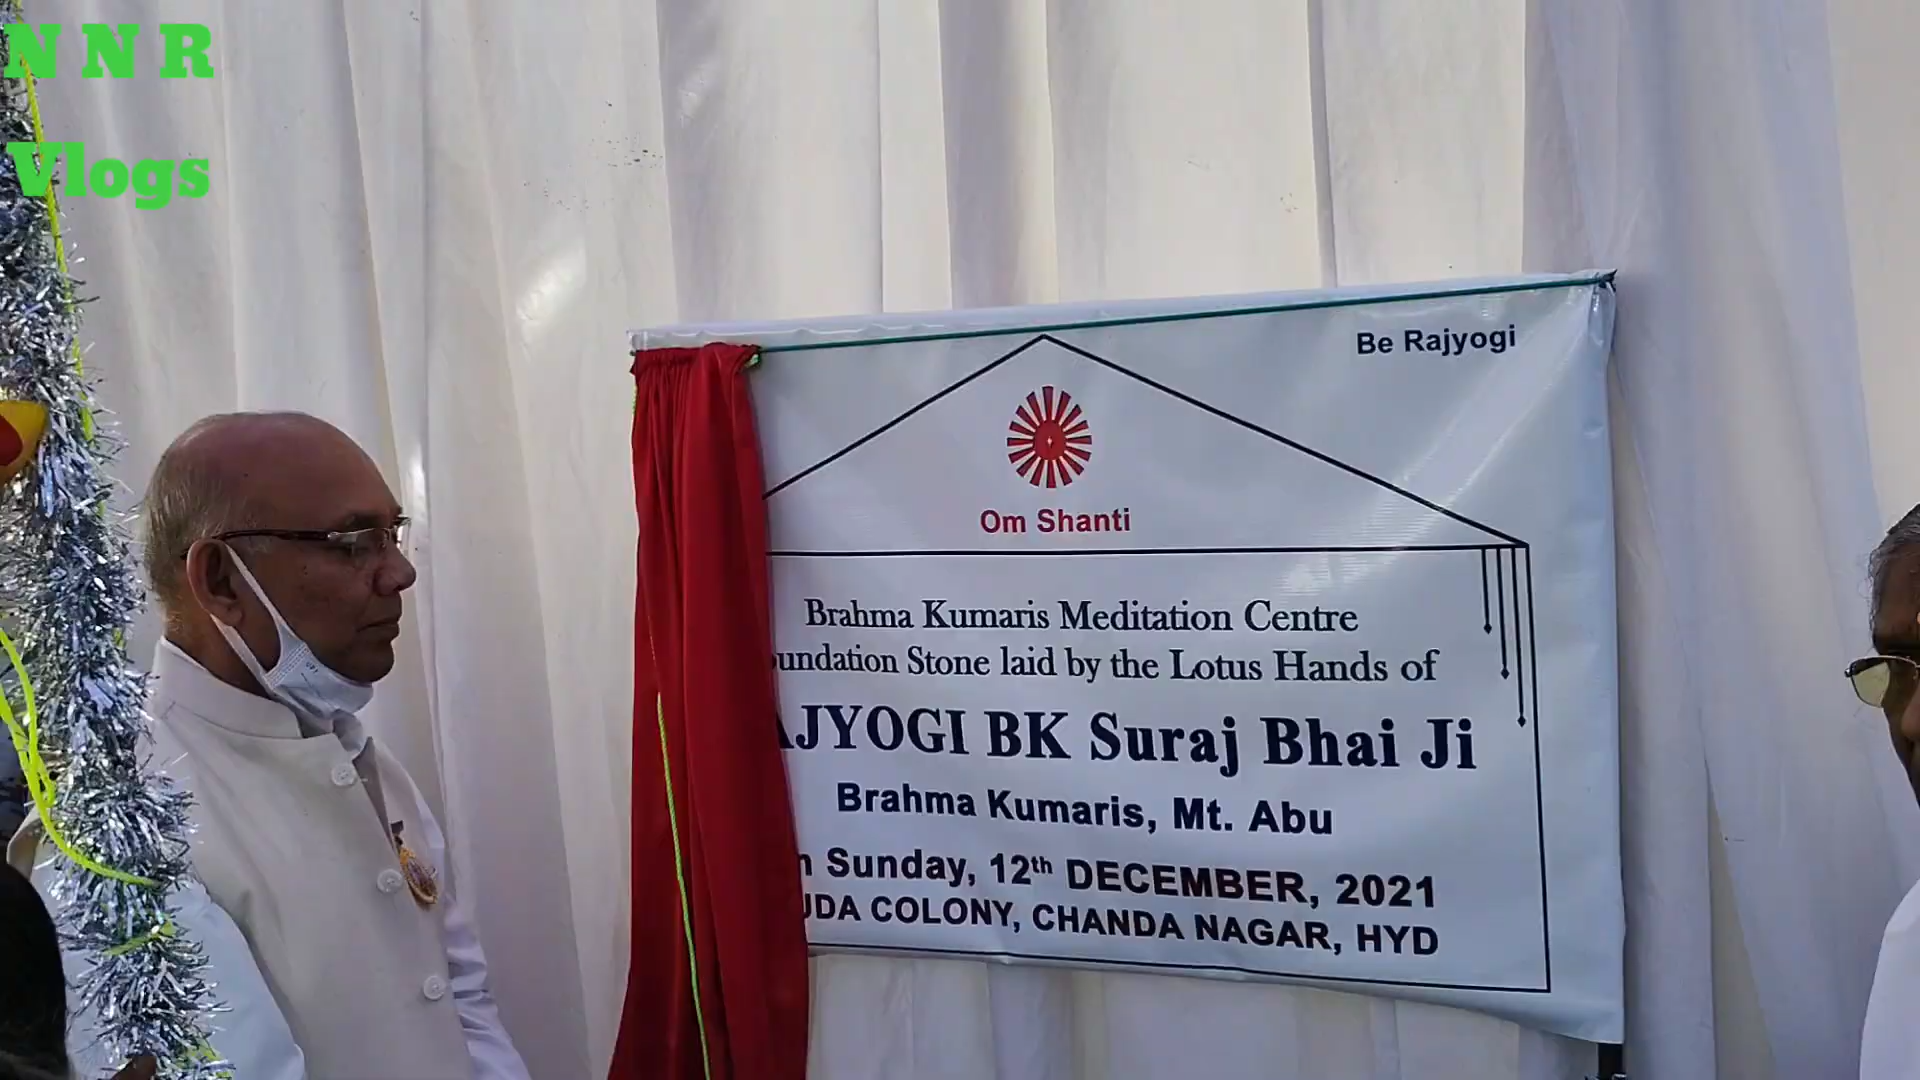 N N R
Vlogs
Be Rajyogi
Om Shanti
Brahma Kumaris Meditation Centre
undation Stone laid by the Lotus Hands of
AJYOGI BK Suraj Bhai Ji
Brahma Kumaris, Mt. Abu
n Sunday, 12th DECEMBER, 2021
UDA COLONY, CHANDA NAGAR, HYD